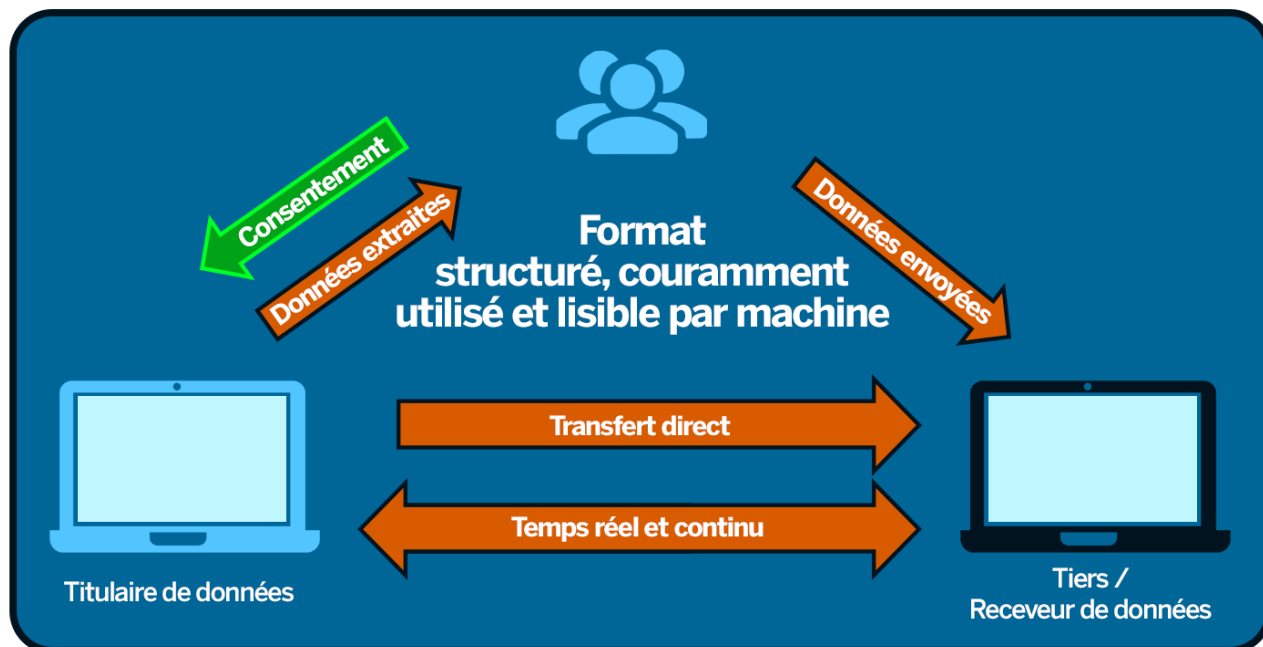 Consentement
Données extraites
Données envoyées
Format
structuré, couramment
utilisé et lisible par machine
Transfert direct
Temps réel et continu
Titulaire de données
Tiers /
Receveur de données